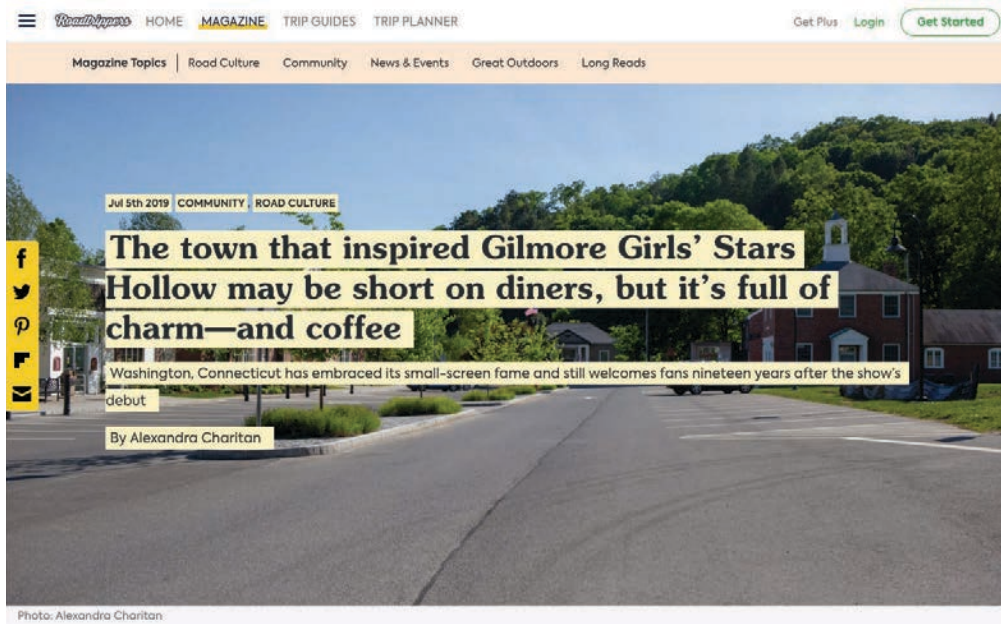 Roadtrippers HOME MAGAZINE TRIP GUIDES TRIP PLANNER Get Plus Login Get Started
Magazine Topics | Road Culture Community News & Events Great Outdoors Long Reads
Jul 5th 2019 COMMUNITY, ROAD CULTURE
The town that inspired Gilmore Girls’ Stars
Hollow may be short on diners, but it’s full of
charm—and coffee
Washington, Connecticut has embraced its small-screen fame and still welcomes fans nineteen years after the show’s
debut
By Alexandra Charitan
Photo: Alexandra Charitan